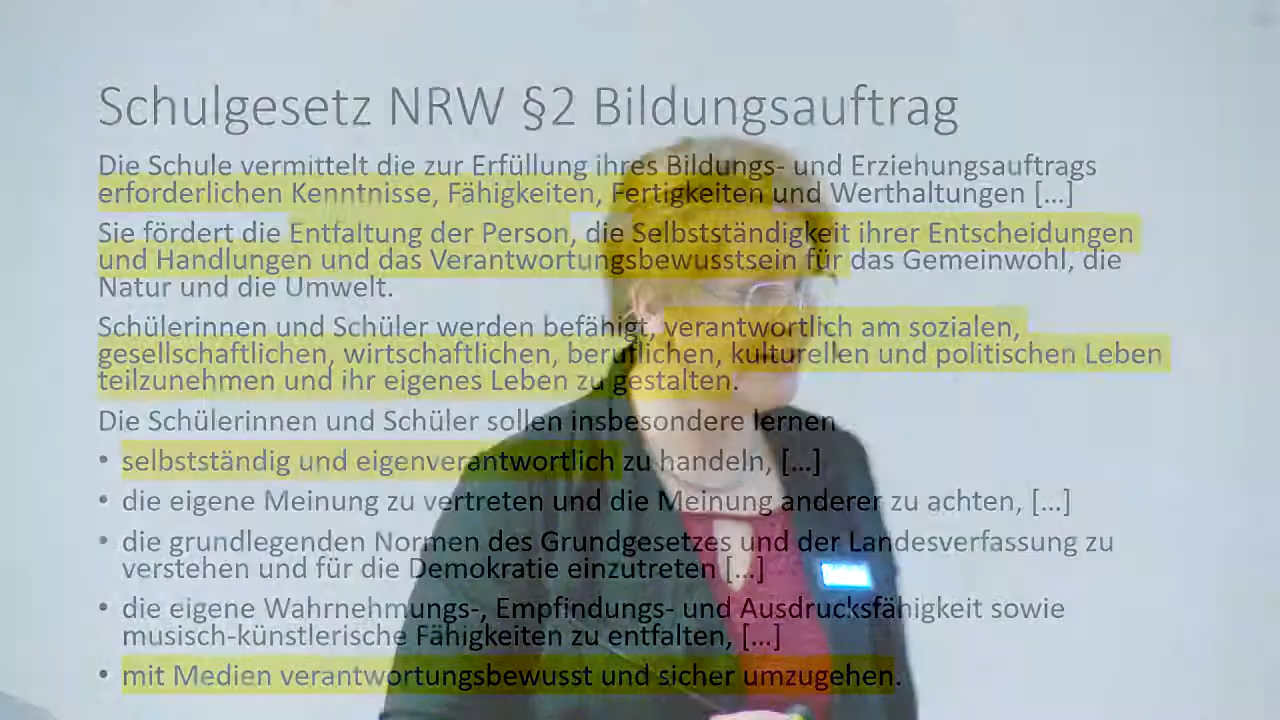 Schulgesetz NRW §2 Bildungsauftrag
Die Schule vermittelt die zur Erfüllung ihres Bildungs- und Erziehungsauftrags
erforderlichen Kenntnisse, Fähigkeiten, Fertigkeiten und Werthaltungen […]
Sie fördert die Entfaltung der Person, die Selbstständigkeit ihrer Entscheidungen
und Handlungen und das Verantwortungsbewusstsein für das Gemeinwohl, die
Natur und die Umwelt.
Schülerinnen und Schüler werden befähigt, verantwortlich am sozialen,
gesellschaftlichen, wirtschaftlichen, beruflichen, kulturellen und politischen Leben
teilzunehmen und ihr eigenes Leben zu gestalten.
Die Schülerinnen und Schüler sollen insbesondere lernen
• selbstständig und eigenverantwortlich zu handeln, […]
• die eigene Meinung zu vertreten und die Meinung anderer zu achten, […]
• die grundlegenden Normen des Grundgesetzes und der Landesverfassung zu
verstehen und für die Demokratie einzutreten […]
• die eigene Wahrnehmungs-, Empfindungs- und Ausdrucksfähigkeit sowie
musisch-künstlerische Fähigkeiten zu entfalten, […]
• mit Medien verantwortungsbewusst und sicher umzugehen.